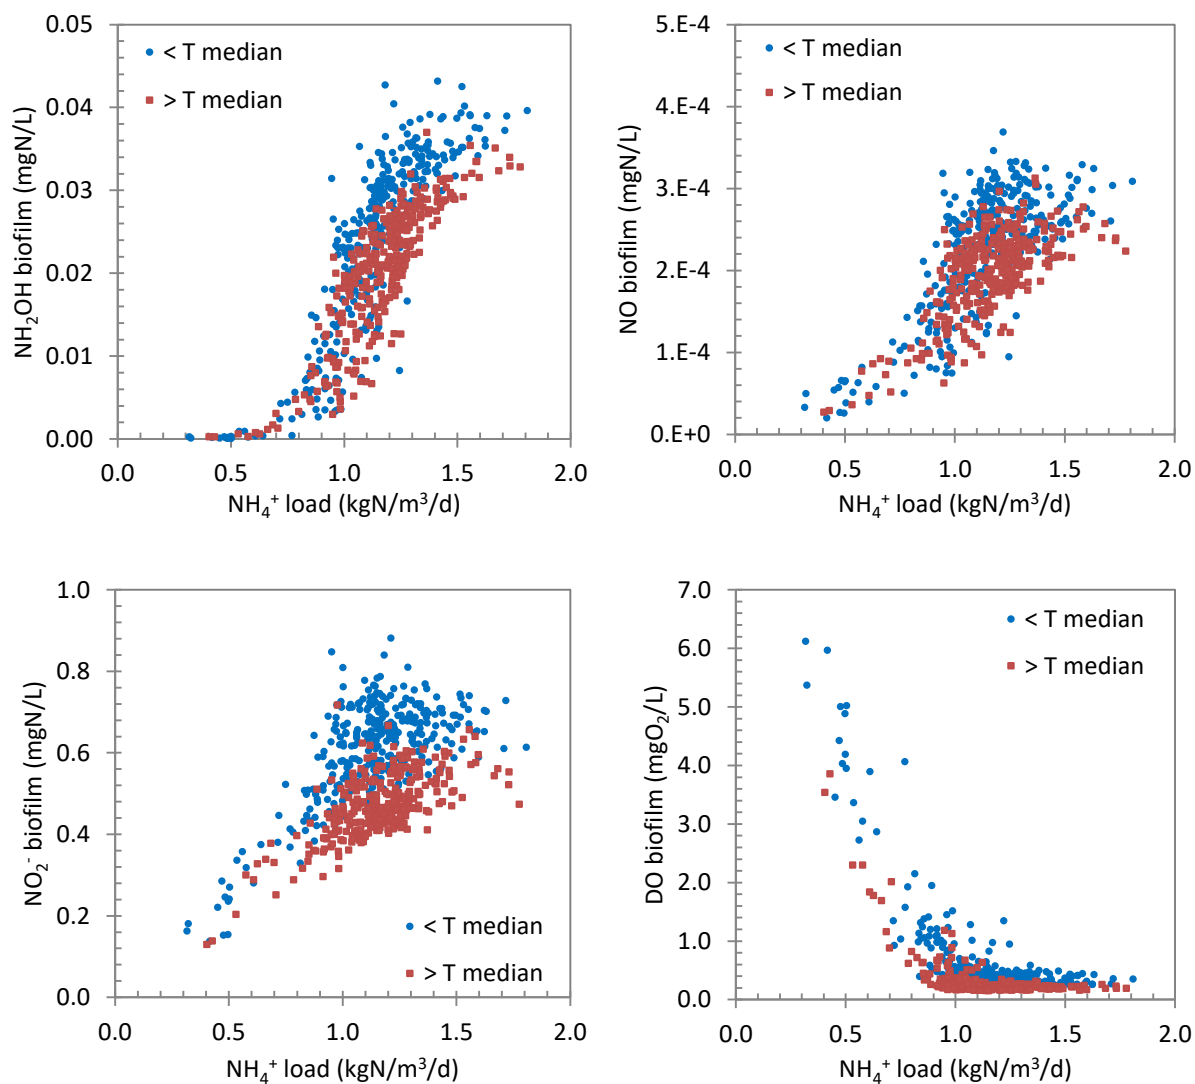 NH₂OH biofilm (mgN/L)
0.05
0.04
0.03
0.02
0.01
0.00
< T median
> T median
0.0 0.5 1.0 1.5 2.0
NH₄⁺ load (kgN/m³/d)
NO biofilm (mgN/L)
5.E-4
4.E-4
3.E-4
2.E-4
1.E-4
0.E+0
< T median
> T median
0.0 0.5 1.0 1.5 2.0
NH₄⁺ load (kgN/m³/d)
NO₂⁻ biofilm (mgN/L)
1.0
0.8
0.6
0.4
0.2
0.0
< T median
> T median
0.0 0.5 1.0 1.5 2.0
NH₄⁺ load (kgN/m³/d)
DO biofilm (mgO₂/L)
7.0
6.0
5.0
4.0
3.0
2.0
1.0
0.0
< T median
> T median
0.0 0.5 1.0 1.5 2.0
NH₄⁺ load (kgN/m³/d)